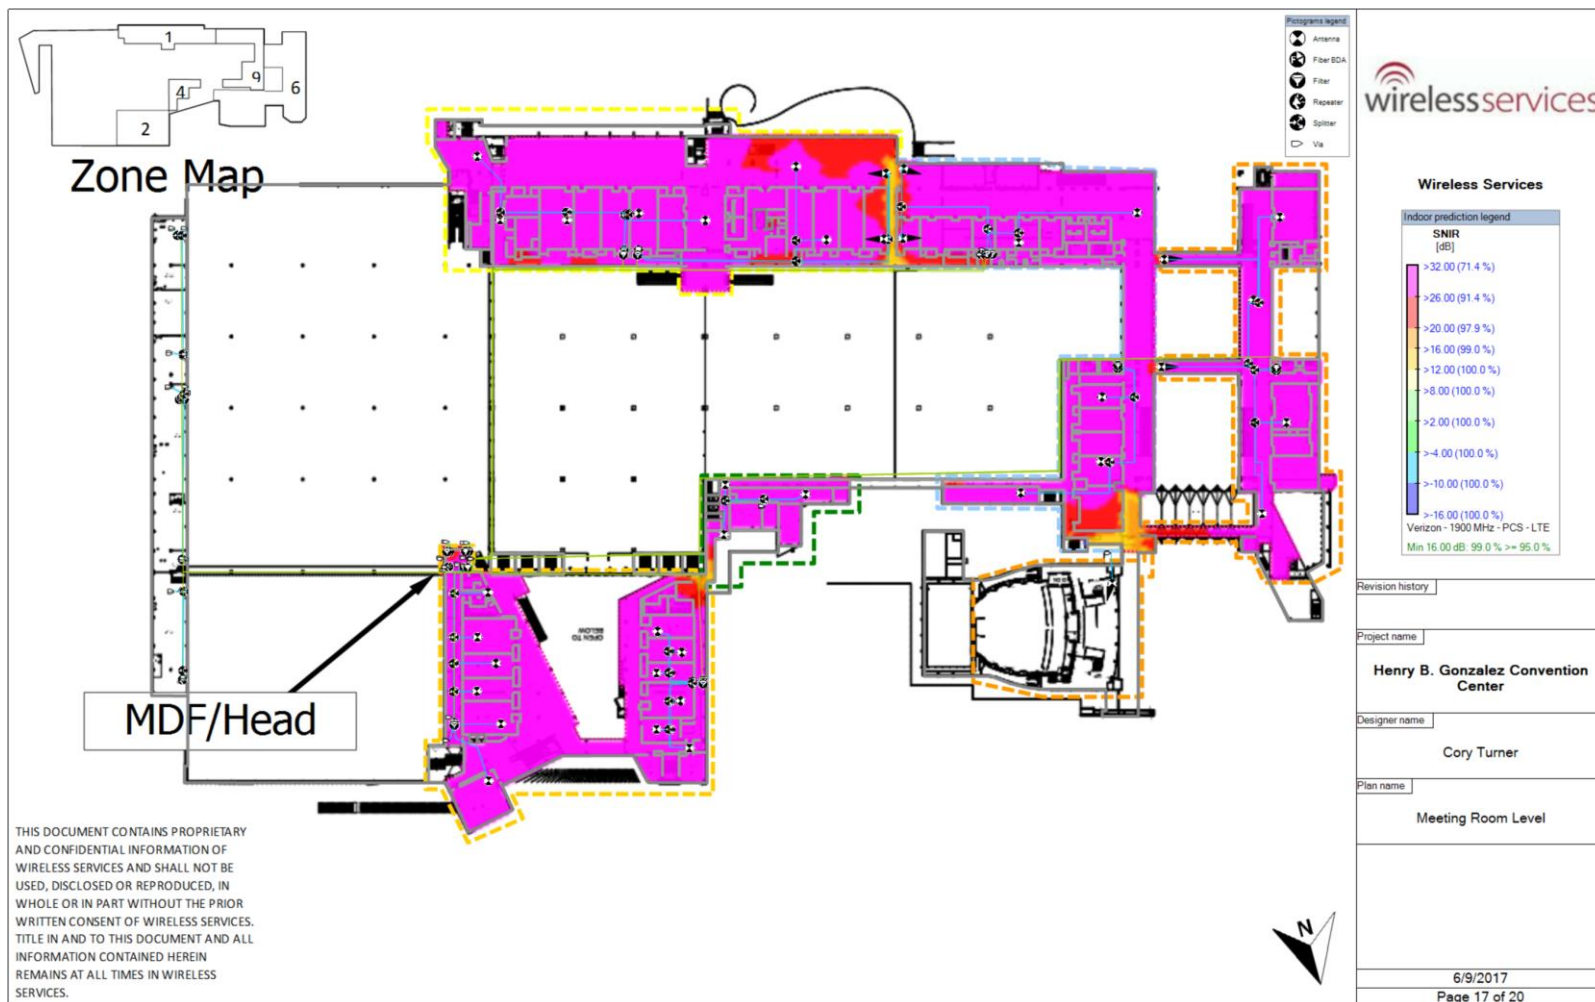 1
9
6
4
2
Zone Map
Pictograms legend
Antenna
Fiber BDA
Filter
Repeater
Splitter
Via
wirelessservices
Wireless Services
Indoor prediction legend
SNIR
[dB]
>32.00 (71.4 %)
>26.00 (91.4 %)
>20.00 (97.9 %)
>16.00 (99.0 %)
>12.00 (100.0 %)
>8.00 (100.0 %)
>2.00 (100.0 %)
>-4.00 (100.0 %)
>-10.00 (100.0 %)
>-16.00 (100.0 %)
Verizon - 1900 MHz - PCS - LTE
Min 16.00 dB: 99.0 % >= 95.0 %
Revision history
Project name
Henry B. Gonzalez Convention
Center
Designer name
Cory Turner
Plan name
Meeting Room Level
6/9/2017
Page 17 of 20
OPEN TO
BELOW
MDF/Head
THIS DOCUMENT CONTAINS PROPRIETARY
AND CONFIDENTIAL INFORMATION OF
WIRELESS SERVICES AND SHALL NOT BE
USED, DISCLOSED OR REPRODUCED, IN
WHOLE OR IN PART WITHOUT THE PRIOR
WRITTEN CONSENT OF WIRELESS SERVICES.
TITLE IN AND TO THIS DOCUMENT AND ALL
INFORMATION CONTAINED HEREIN
REMAINS AT ALL TIMES IN WIRELESS
SERVICES.
N